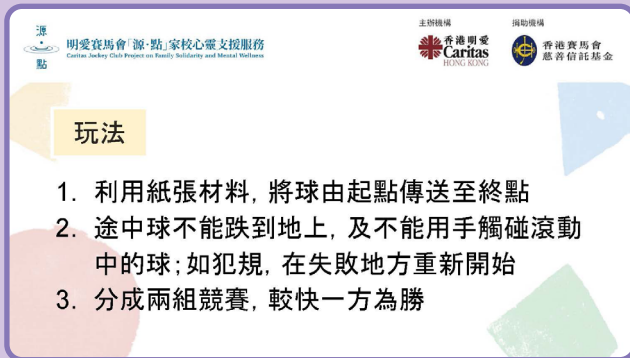 源
點
明愛賽馬會「源·點」家校心靈支援服務
Caritas Jockey Club Project on Family Solidarity and Mental Wellness
主辦機構
香港明愛
Caritas
HONG KONG
捐助機構
香港賽馬會
慈善信託基金
玩法
1. 利用紙張材料, 將球由起點傳送至終點
2. 途中球不能跌到地上, 及不能用手觸碰滾動
中的球; 如犯規, 在失敗地方重新開始
3. 分成兩組競賽, 較快一方為勝